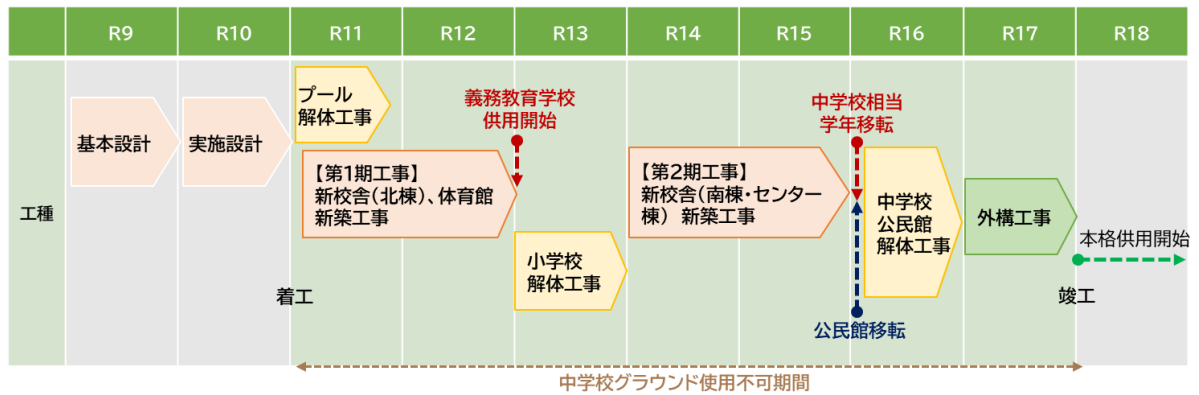 R9
R10
R11
R12
R13
R14
R15
R16
R17
R18
工種
基本設計
実施設計
プール
解体工事
【第1期工事】
新校舎(北棟)、体育館
新築工事
義務教育学校
供用開始
小学校
解体工事
【第2期工事】
新校舎(南棟・センター
棟) 新築工事
中学校相当
学年移転
公民館移転
中学校
公民館
解体工事
外構工事
本格供用開始
着工
竣工
中学校グラウンド使用不可期間